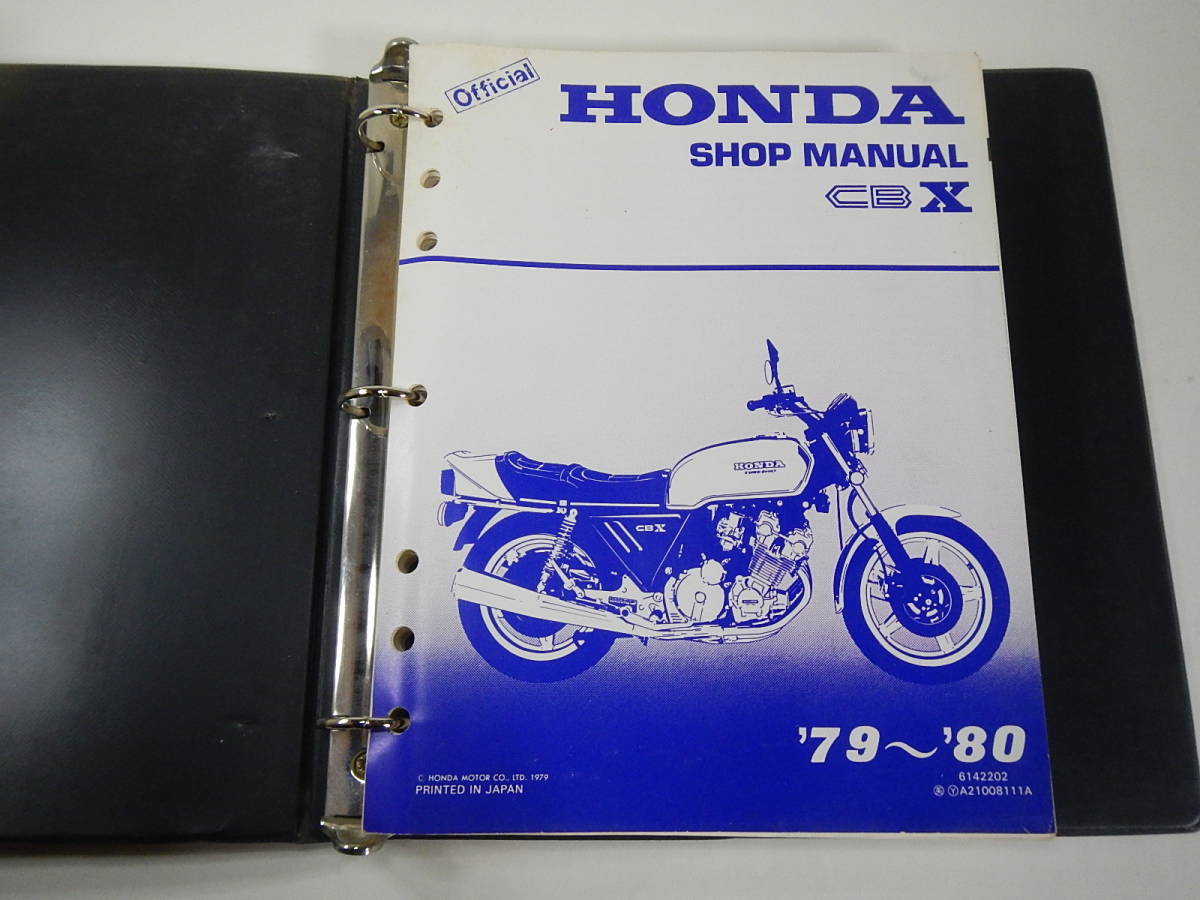 Official
HONDA
SHOP MANUAL
CBX
HONDA
CBX
'79～'80
C HONDA MOTOR CO., LTD. 1979
PRINTED IN JAPAN
6142202
Ⓨ A21008111A